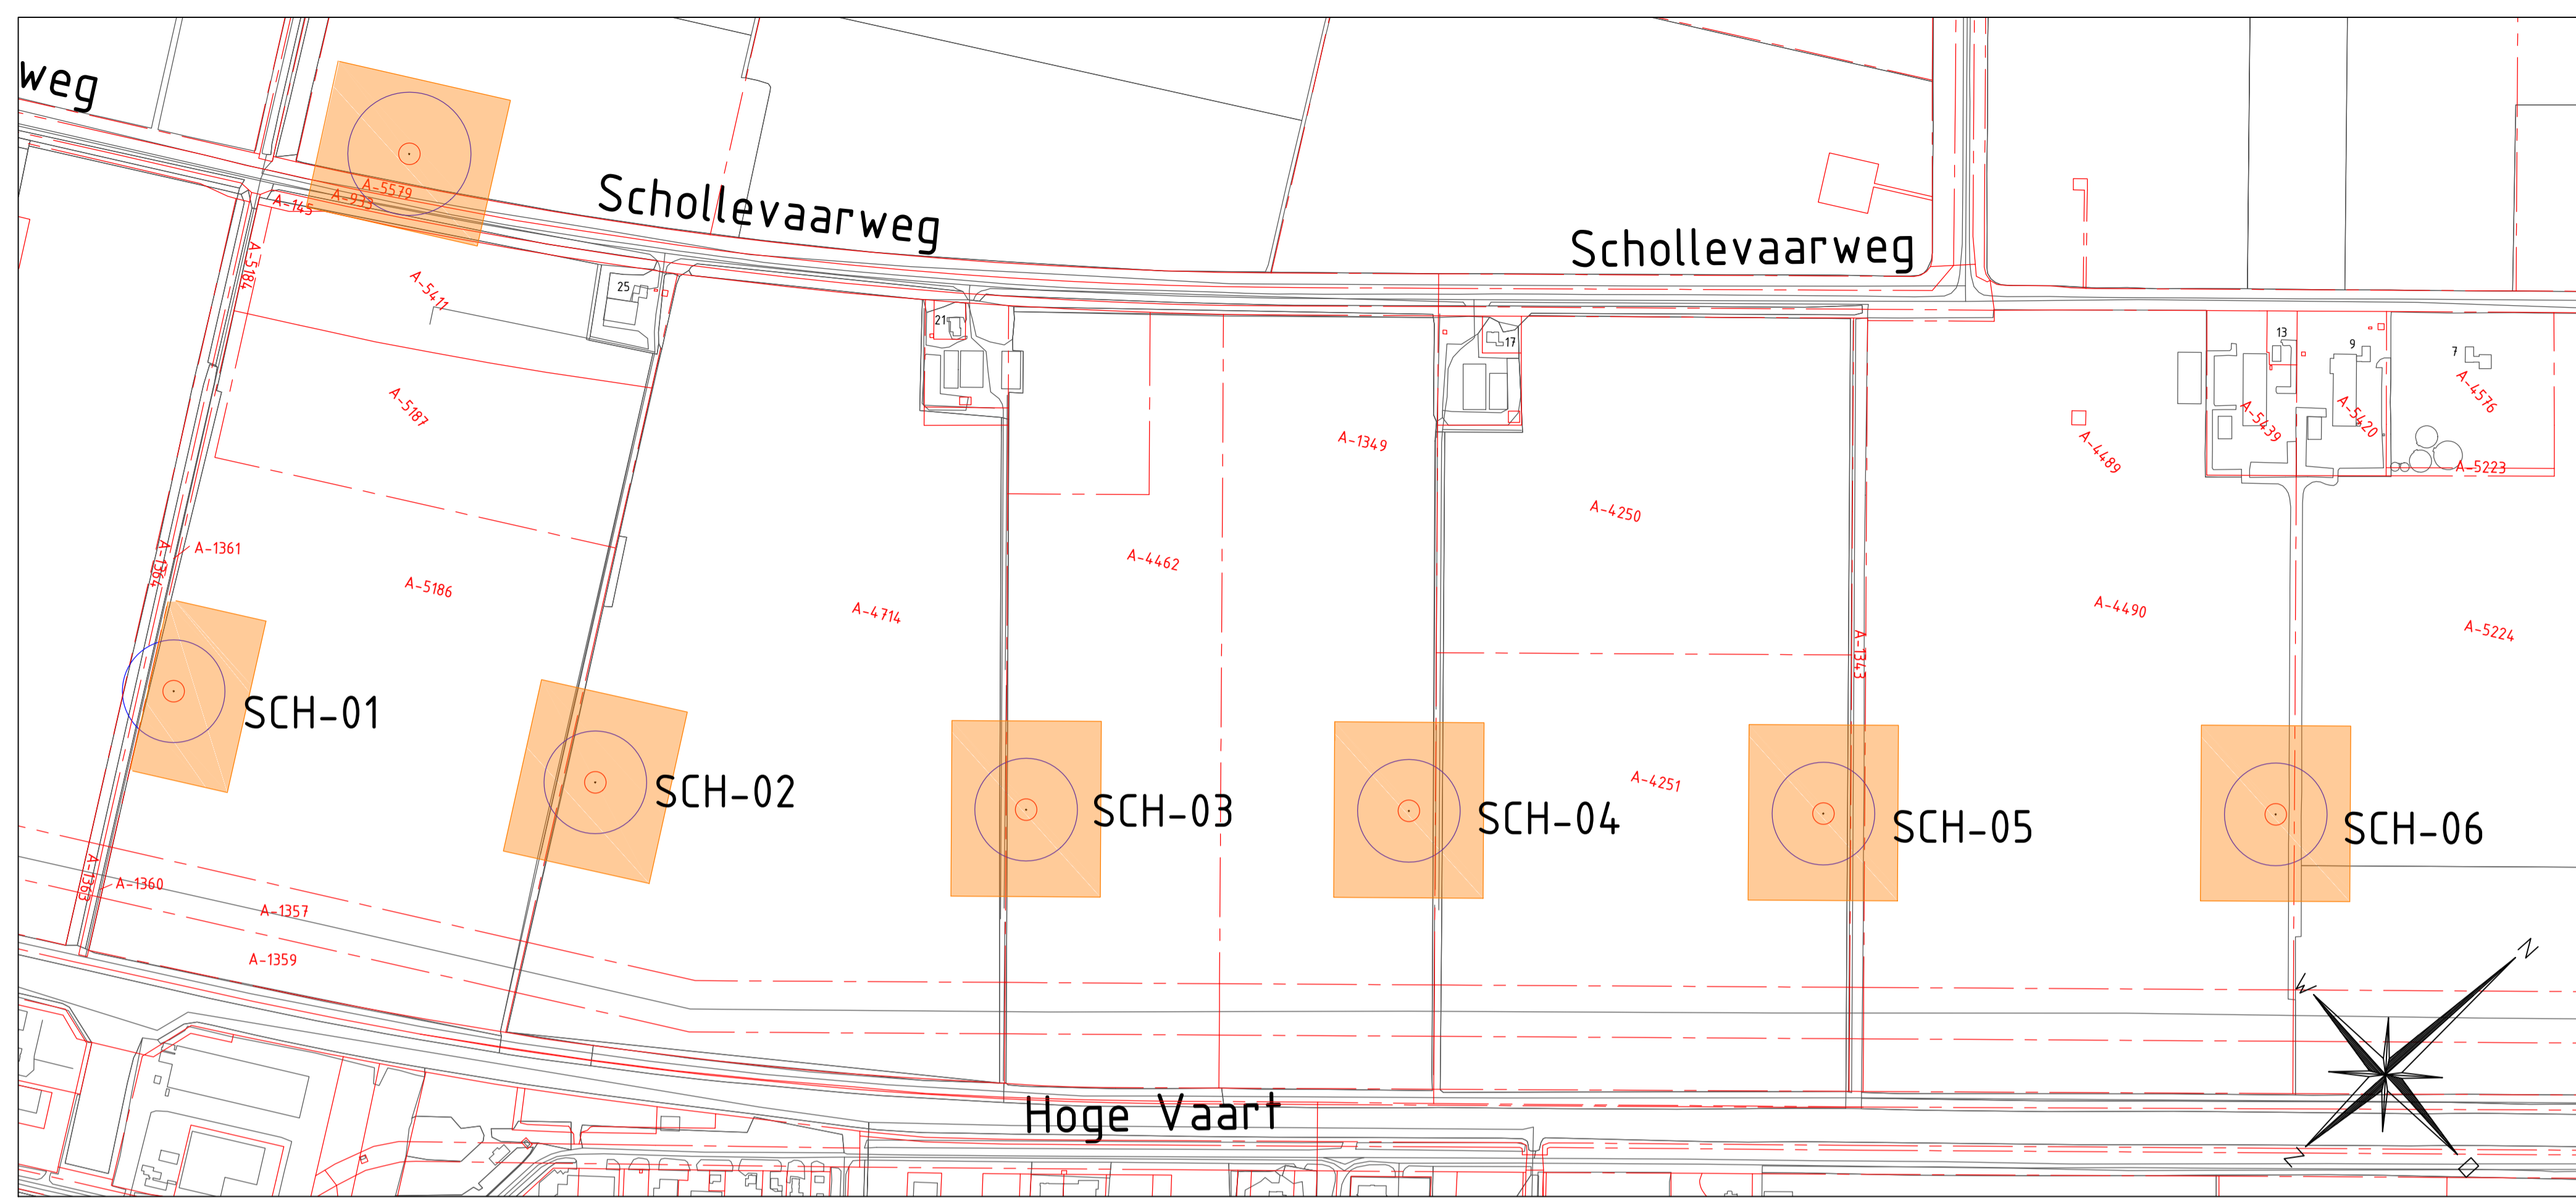 weg
A-5579
A-933
A-145
Schollevaarweg
Schollevaarweg
A-5184
A-5411
25
21
17
13
9
7
A-5187
A-1349
A-4576
A-5439
A-5420
A-4489
A-5223
A-4250
A-1361
A-1364
A-4462
A-5186
A-4714
A-4490
A-5224
A-1343
SCH-01
SCH-02
SCH-03
SCH-04
A-4251
SCH-05
SCH-06
A-1363
A-1360
A-1357
A-1359
N
W
Z
O
Hoge Vaart